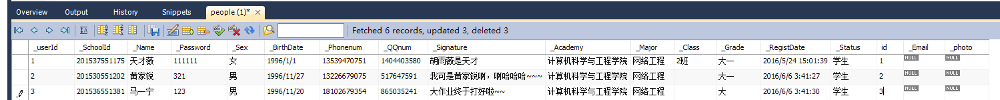 Overview Output History Snippets people (1)*
Fetched 6 records, updated 3, deleted 3
_userId _SchoolId _Name _Password _Sex _BirthDate _Phonenum _QQnum _Signature _Academy _Major _Class _Grade _RegistDate _Status id _Email _photo
1 201537551175 天才薇 111111 女 1996/1/1 13539470751 1404403580 胡雨薇是天才 计算机科学与工程学院 网络工程 2班 大一 2016/5/24 15:01:39 学生 1 NULL NULL
2 201530551202 黄家锐 321 男 1996/11/27 13226679075 517647591 我可是黄家锐啊，啊哈哈哈~~~ 计算机科学与工程学院 网络工程 大一 2016/6/6 3:41:27 学生 2 NULL NULL
3 201536551381 马一宁 123 男 1996/11/20 18102679354 865035241 大作业终于打好啦~~ 计算机科学与工程学院 网络工程 大 2016/6/6 3:41:30 学生 3 NULL NULL